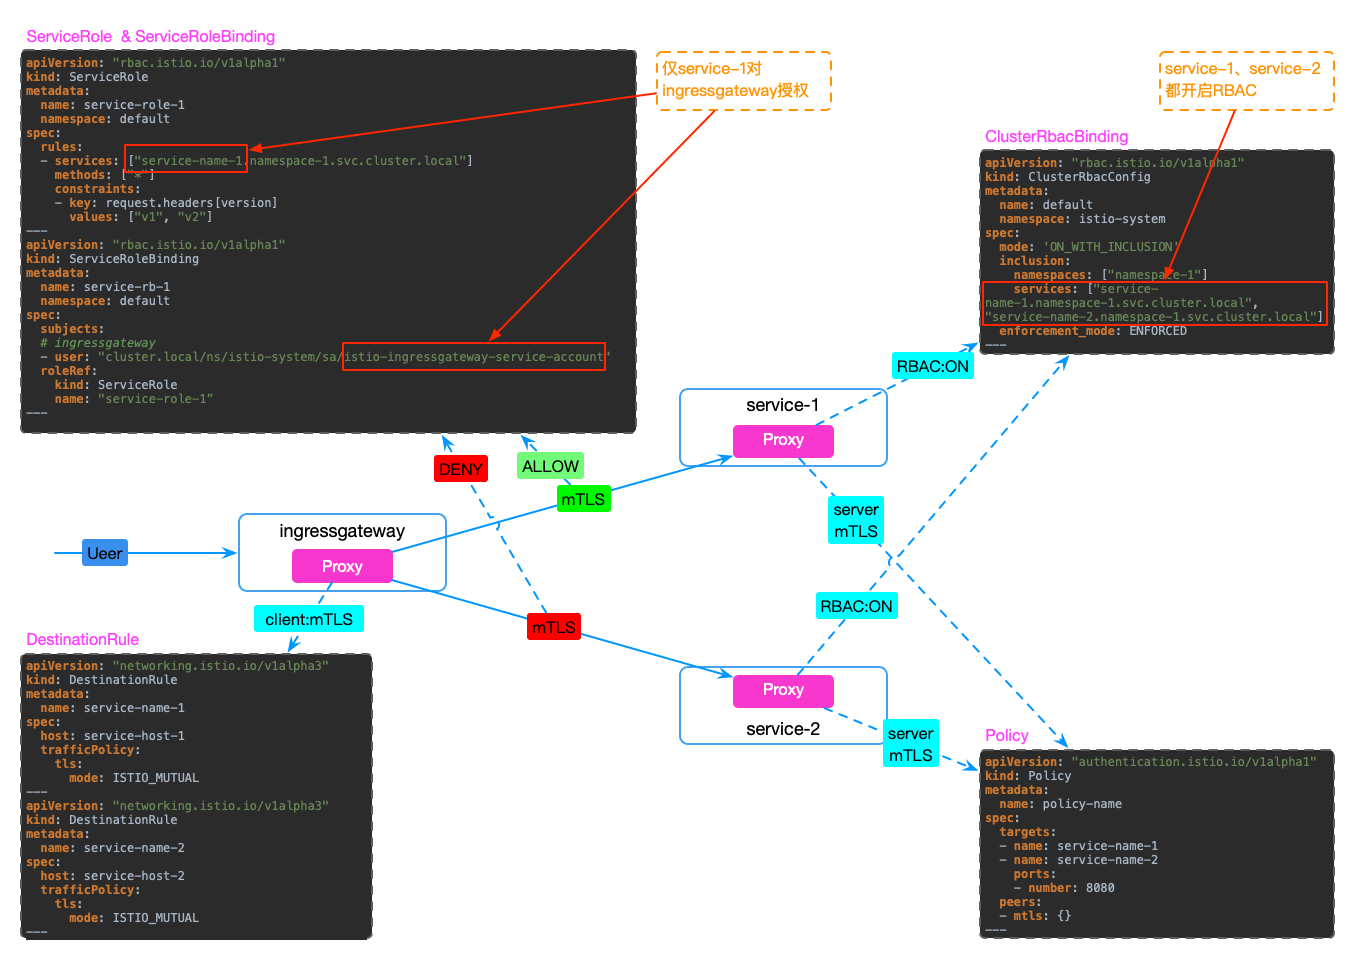 ServiceRole & ServiceRoleBinding
apiVersion: "rbac.istio.io/v1alpha1"
kind: ServiceRole
metadata:
  name: service-role-1
  namespace: default
spec:
  rules:
  - services: ["service-name-1.namespace-1.svc.cluster.local"]
    methods: ["*"]
    constraints:
    - key: request.headers[version]
      values: ["v1", "v2"]
---
apiVersion: "rbac.istio.io/v1alpha1"
kind: ServiceRoleBinding
metadata:
  name: service-rb-1
  namespace: default
spec:
  subjects:
  # ingressgateway
  - user: "cluster.local/ns/istio-system/sa/istio-ingressgateway-service-account"
  roleRef:
    kind: ServiceRole
    name: "service-role-1”
---
仅service-1对
ingressgateway授权
service-1、service-2
都开启RBAC
ClusterRbacBinding
apiVersion: "rbac.istio.io/v1alpha1"
kind: ClusterRbacConfig
metadata:
  name: default
  namespace: istio-system
spec:
  mode: 'ON_WITH_INCLUSION'
  inclusion:
    namespaces: ["namespace-1"]
    services: ["service-
name-1.namespace-1.svc.cluster.local",
"service-name-2.namespace-1.svc.cluster.local"]
  enforcement_mode: ENFORCED
---
RBAC:ON
service-1
Proxy
DENY
ALLOW
mTLS
server
mTLS
ingressgateway
Ueer
Proxy
client:mTLS
RBAC:ON
mTLS
Proxy
service-2
server
mTLS
DestinationRule
apiVersion: "networking.istio.io/v1alpha3"
kind: DestinationRule
metadata:
  name: service-name-1
spec:
  host: service-host-1
  trafficPolicy:
    tls:
      mode: ISTIO_MUTUAL
---
apiVersion: "networking.istio.io/v1alpha3"
kind: DestinationRule
metadata:
  name: service-name-2
spec:
  host: service-host-2
  trafficPolicy:
    tls:
      mode: ISTIO_MUTUAL
---
Policy
apiVersion: "authentication.istio.io/v1alpha1"
kind: Policy
metadata:
  name: policy-name
spec:
  targets:
  - name: service-name-1
  - name: service-name-2
    ports:
    - number: 8080
  peers:
  - mtls: {}
---